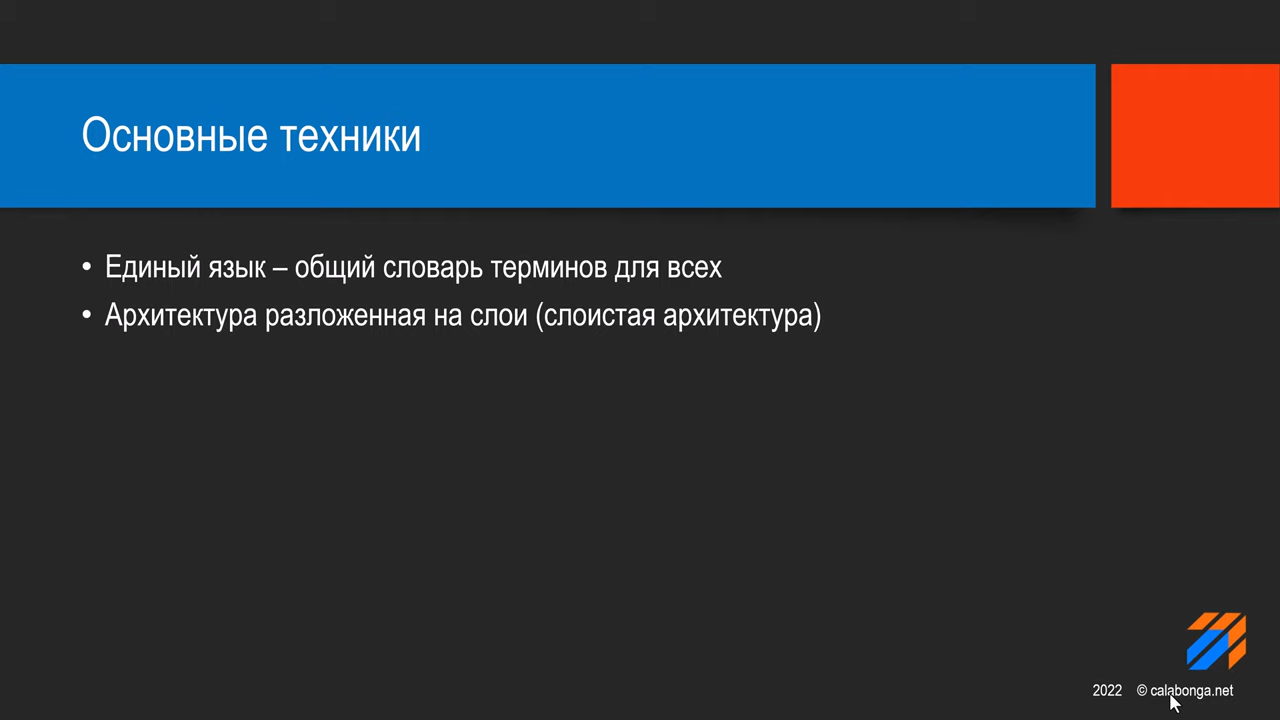 Основные техники
• Единый язык – общий словарь терминов для всех
• Архитектура разложенная на слои (слоистая архитектура)
2022 © calabonga.net